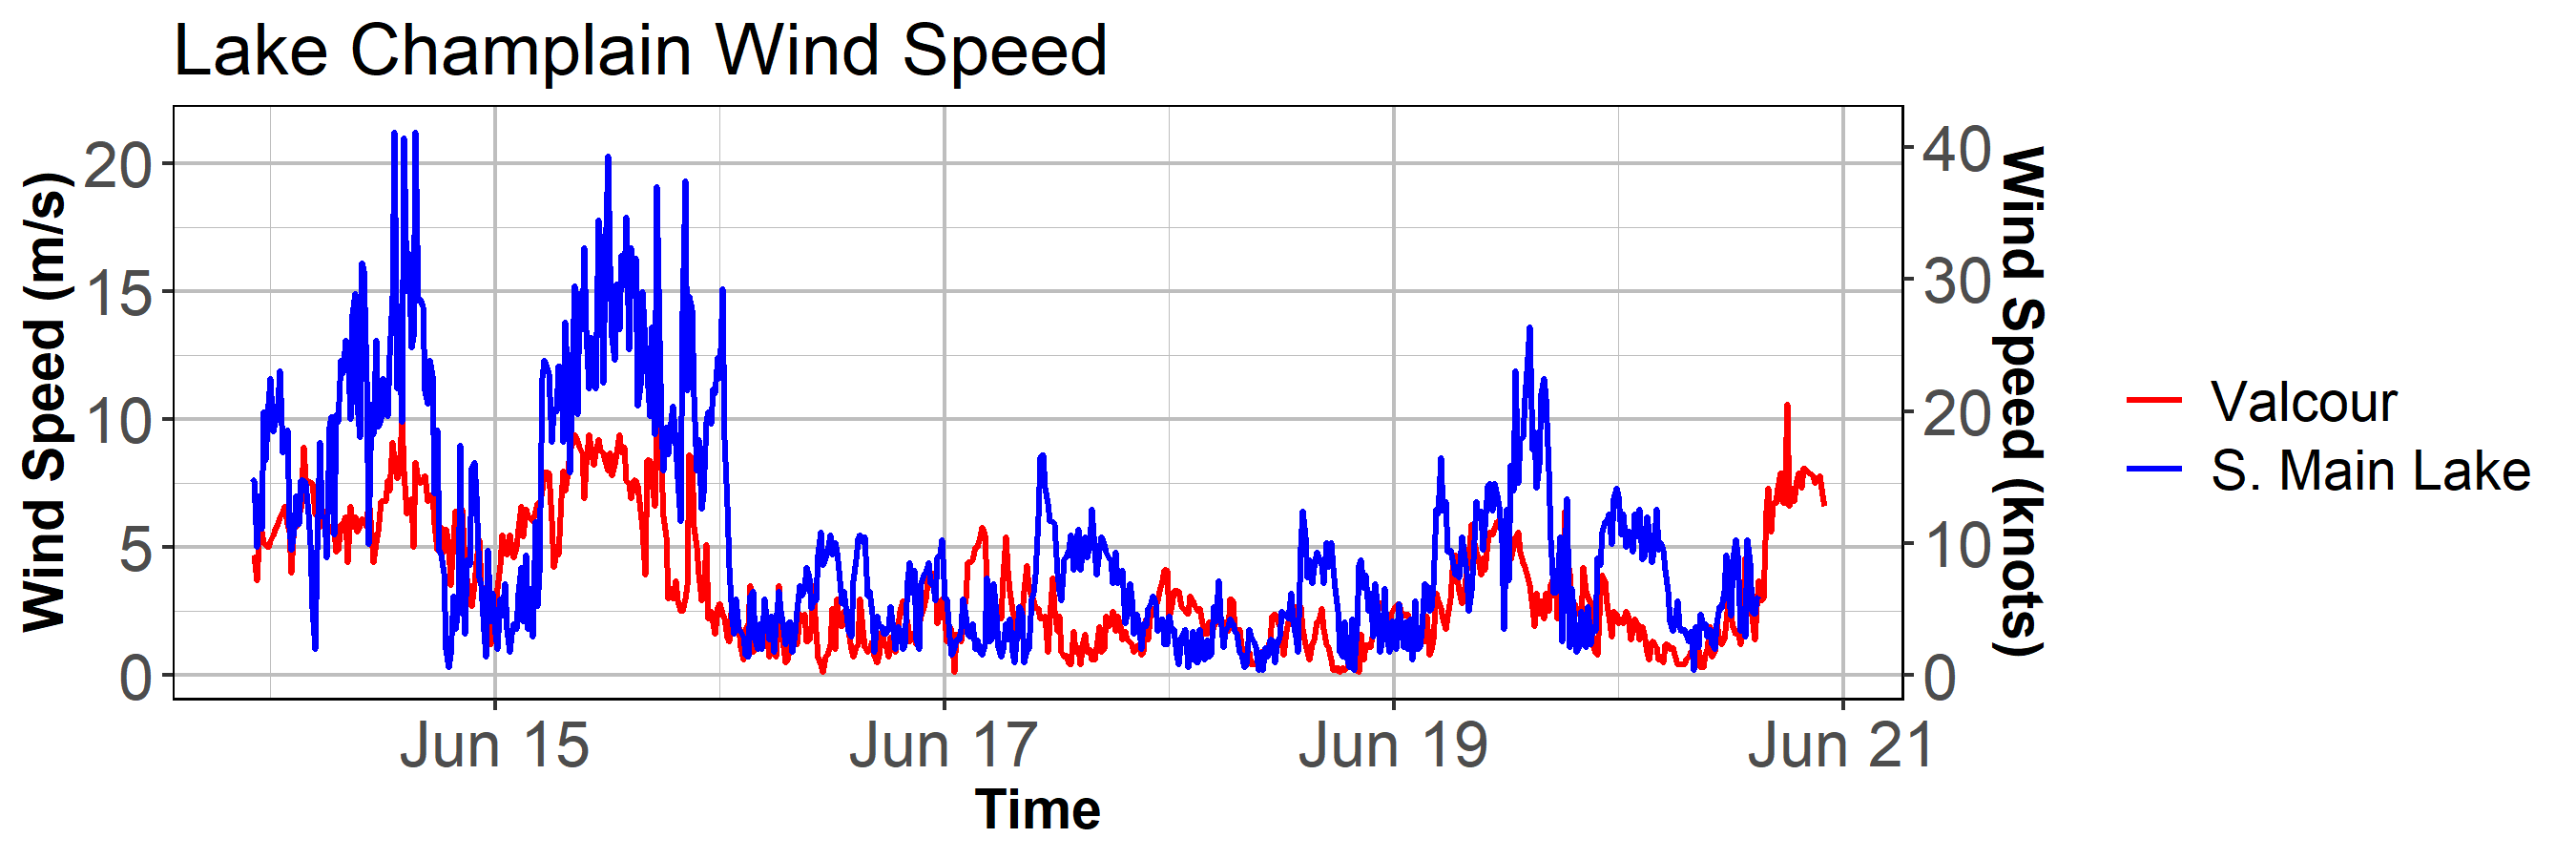 Lake Champlain Wind Speed
Wind Speed (m/s)
20
15
10
5
0
40
30
20
10
0
Wind Speed (knots)
Jun 15
Jun 17
Jun 19
Jun 21
Time
Valcour
S. Main Lake